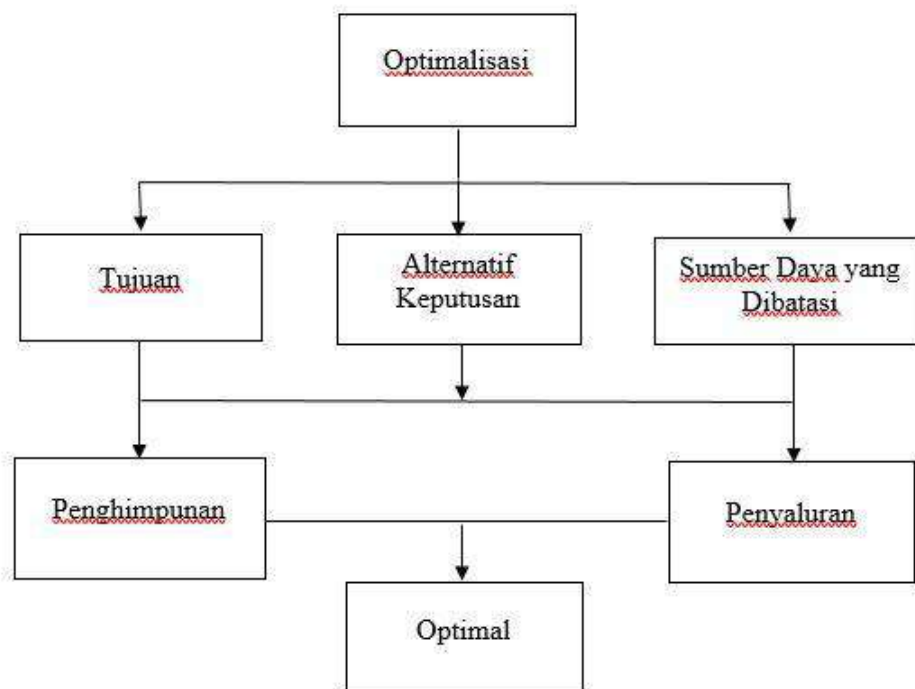 Optimalisasi
Tujuan
Alternatif
Keputusan
Sumber Daya yang
Dibatasi
Penghimpunan
Penyaluran
Optimal